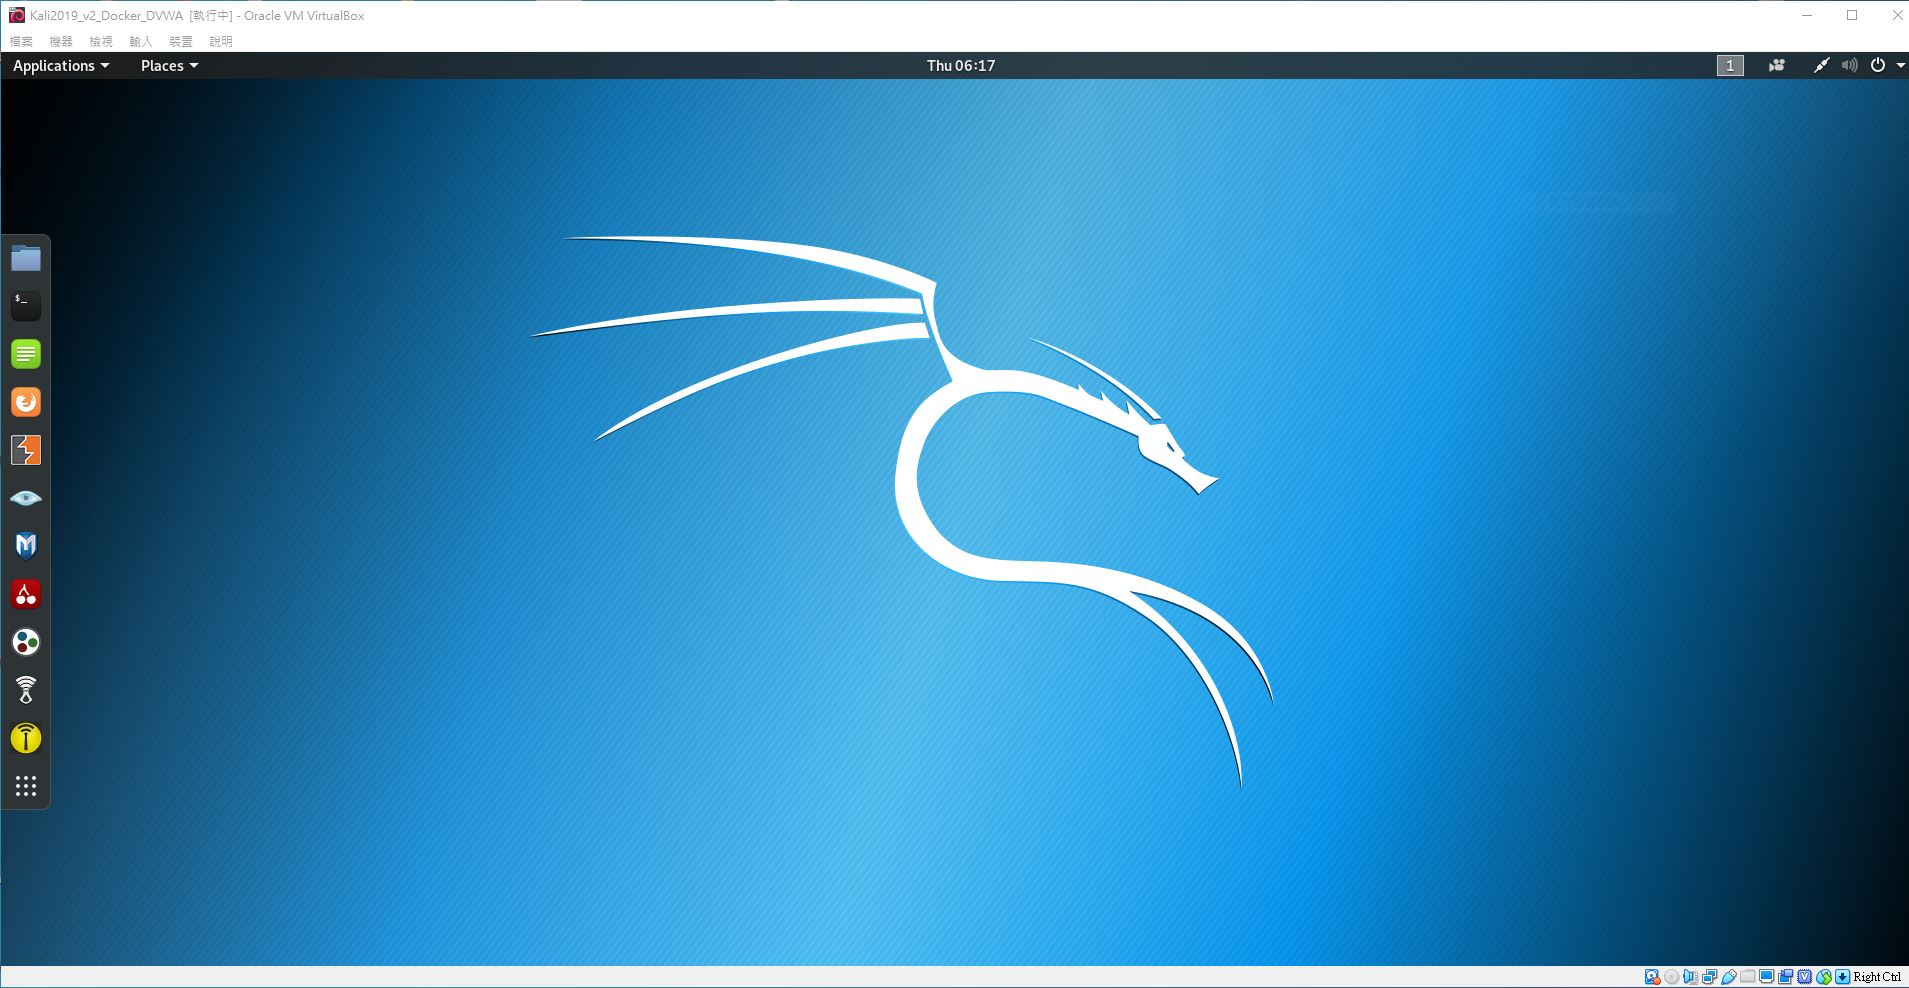 Kali2019_v2_Docker_DVWA [執行中] - Oracle VM VirtualBox
檔案 機器 檢視 輸入 裝置 說明
Applications Places Thu 06:17 1
$_
Right Ctrl